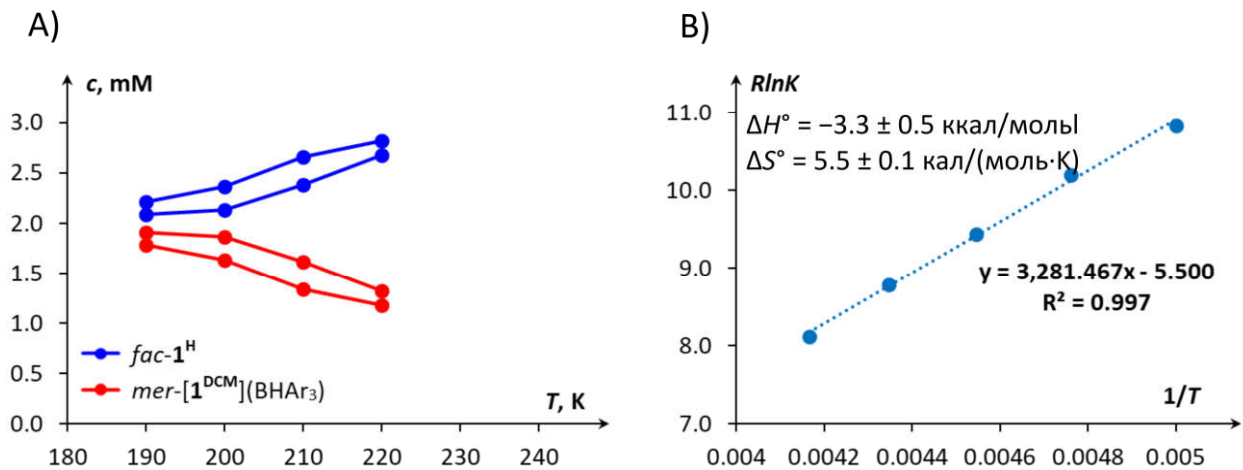 A)
B)
c, mM
3.0
2.5
2.0
1.5
1.0
0.5
0.0
fac-1ᴴ
mer-[1ᴰᶜᴹ](BHAr₃)
T, K
180 190 200 210 220 230 240
RlnK
11.0
10.0
9.0
8.0
7.0
ΔH° = −3.3 ± 0.5 ккал/мольl
ΔS° = 5.5 ± 0.1 кал/(моль·K)
y = 3,281.467x - 5.500
R² = 0.997
1/T
0.004 0.0042 0.0044 0.0046 0.0048 0.005